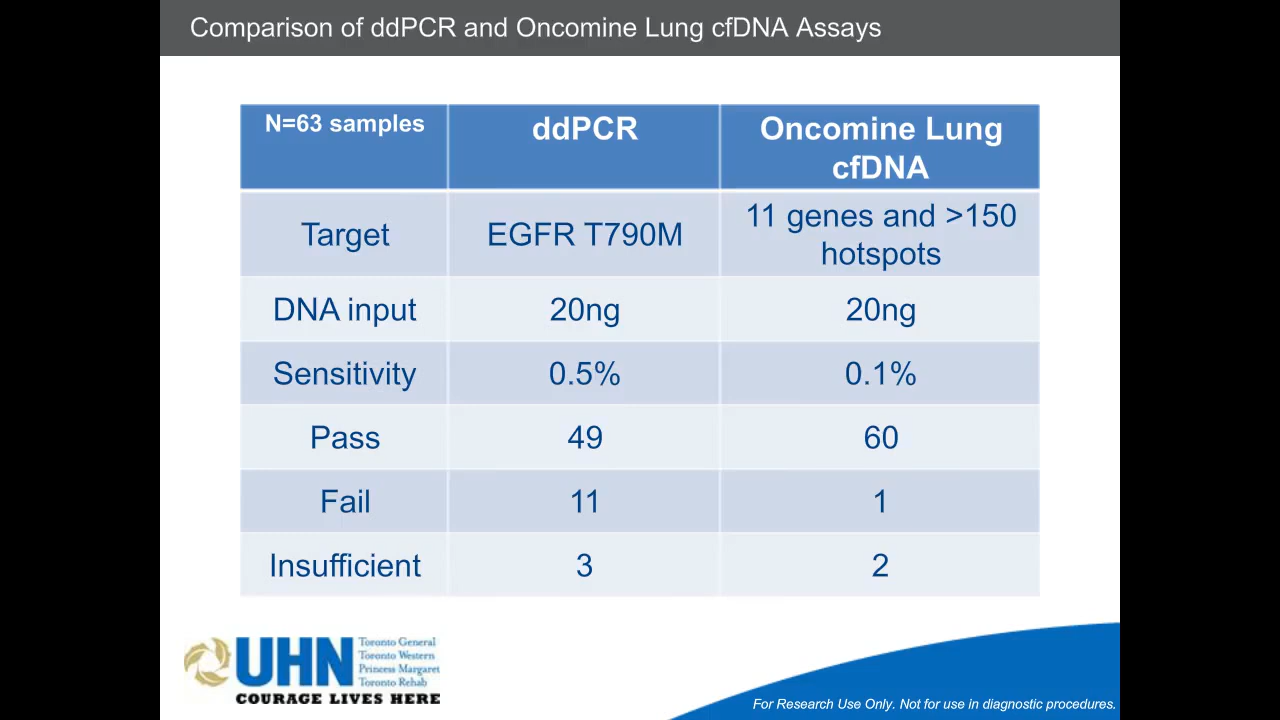 Comparison of ddPCR and Oncomine Lung cfDNA Assays
N=63 samples ddPCR Oncomine Lung
cfDNA
Target EGFR T790M 11 genes and >150
hotspots
DNA input 20ng 20ng
Sensitivity 0.5% 0.1%
Pass 49 60
Fail 11 1
Insufficient 3 2
UHN
Toronto General
Toronto Western
Princess Margaret
Toronto Rehab
COURAGE LIVES HERE
For Research Use Only. Not for use in diagnostic procedures.